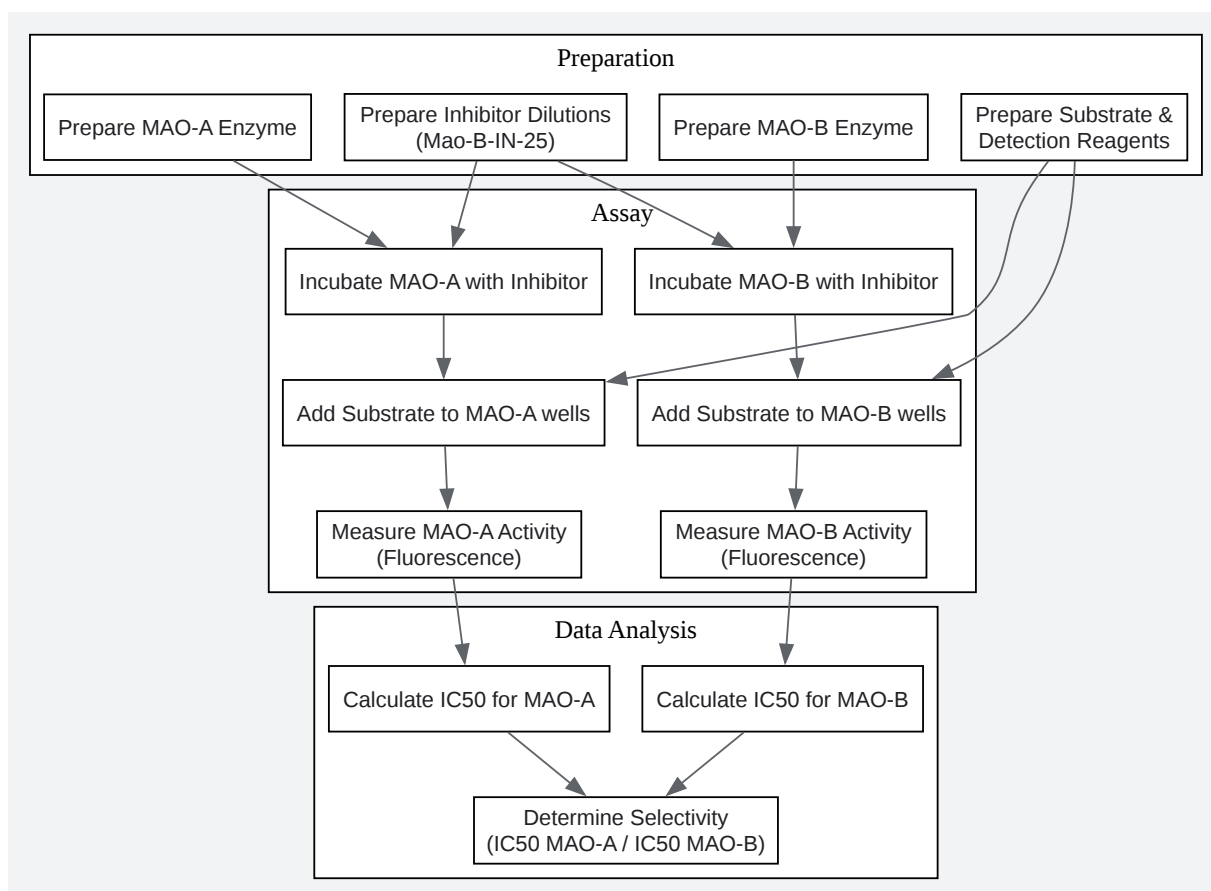 Preparation
Prepare MAO-A Enzyme
Prepare Inhibitor Dilutions
(Mao-B-IN-25)
Prepare MAO-B Enzyme
Prepare Substrate &
Detection Reagents
Assay
Incubate MAO-A with Inhibitor
Incubate MAO-B with Inhibitor
Add Substrate to MAO-A wells
Add Substrate to MAO-B wells
Measure MAO-A Activity
(Fluorescence)
Measure MAO-B Activity
(Fluorescence)
Data Analysis
Calculate IC50 for MAO-A
Calculate IC50 for MAO-B
Determine Selectivity
(IC50 MAO-A / IC50 MAO-B)